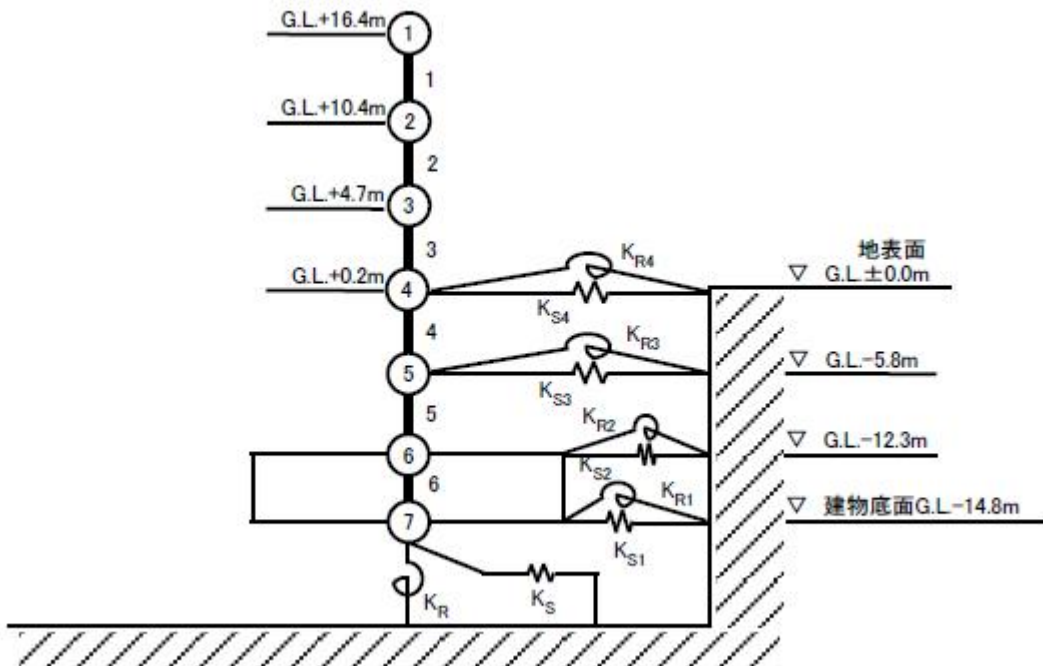 G.L.+16.4m
1
1
G.L.+10.4m
2
2
G.L.+4.7m
3
3
地表面
KR4
▽ G.L.±0.0m
G.L.+0.2m
4
KS4
4
KR3
▽ G.L.-5.8m
5
KS3
5
KR2
▽ G.L.-12.3m
6
KS2
6
KR1
▽ 建物底面G.L.-14.8m
7
KS1
KR
KS